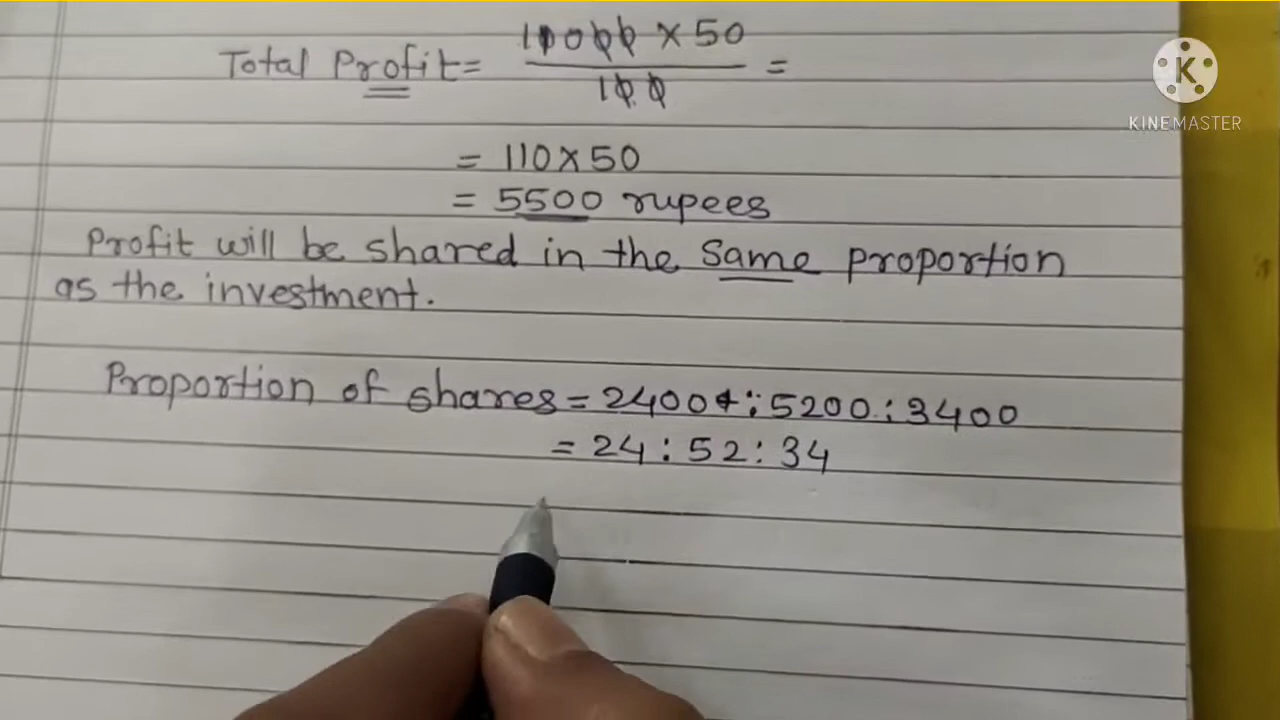 Total Profit = 11000 × 50 / 100 =
KINEMASTER
= 110 × 50
= 5500 rupees
Profit will be shared in the same proportion
as the investment.
Proportion of shares = 2400 : 5200 : 3400
= 24 : 52 : 34